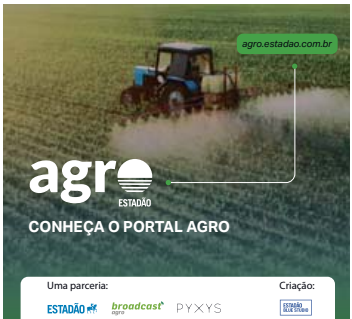 agro.estadao.com.br
agro
ESTADÃO
CONHEÇA O PORTAL AGRO
Uma parceria:
Criação:
ESTADÃO
broadcast
agro
PYXYS
ESTADÃO
BLUE STUDIO